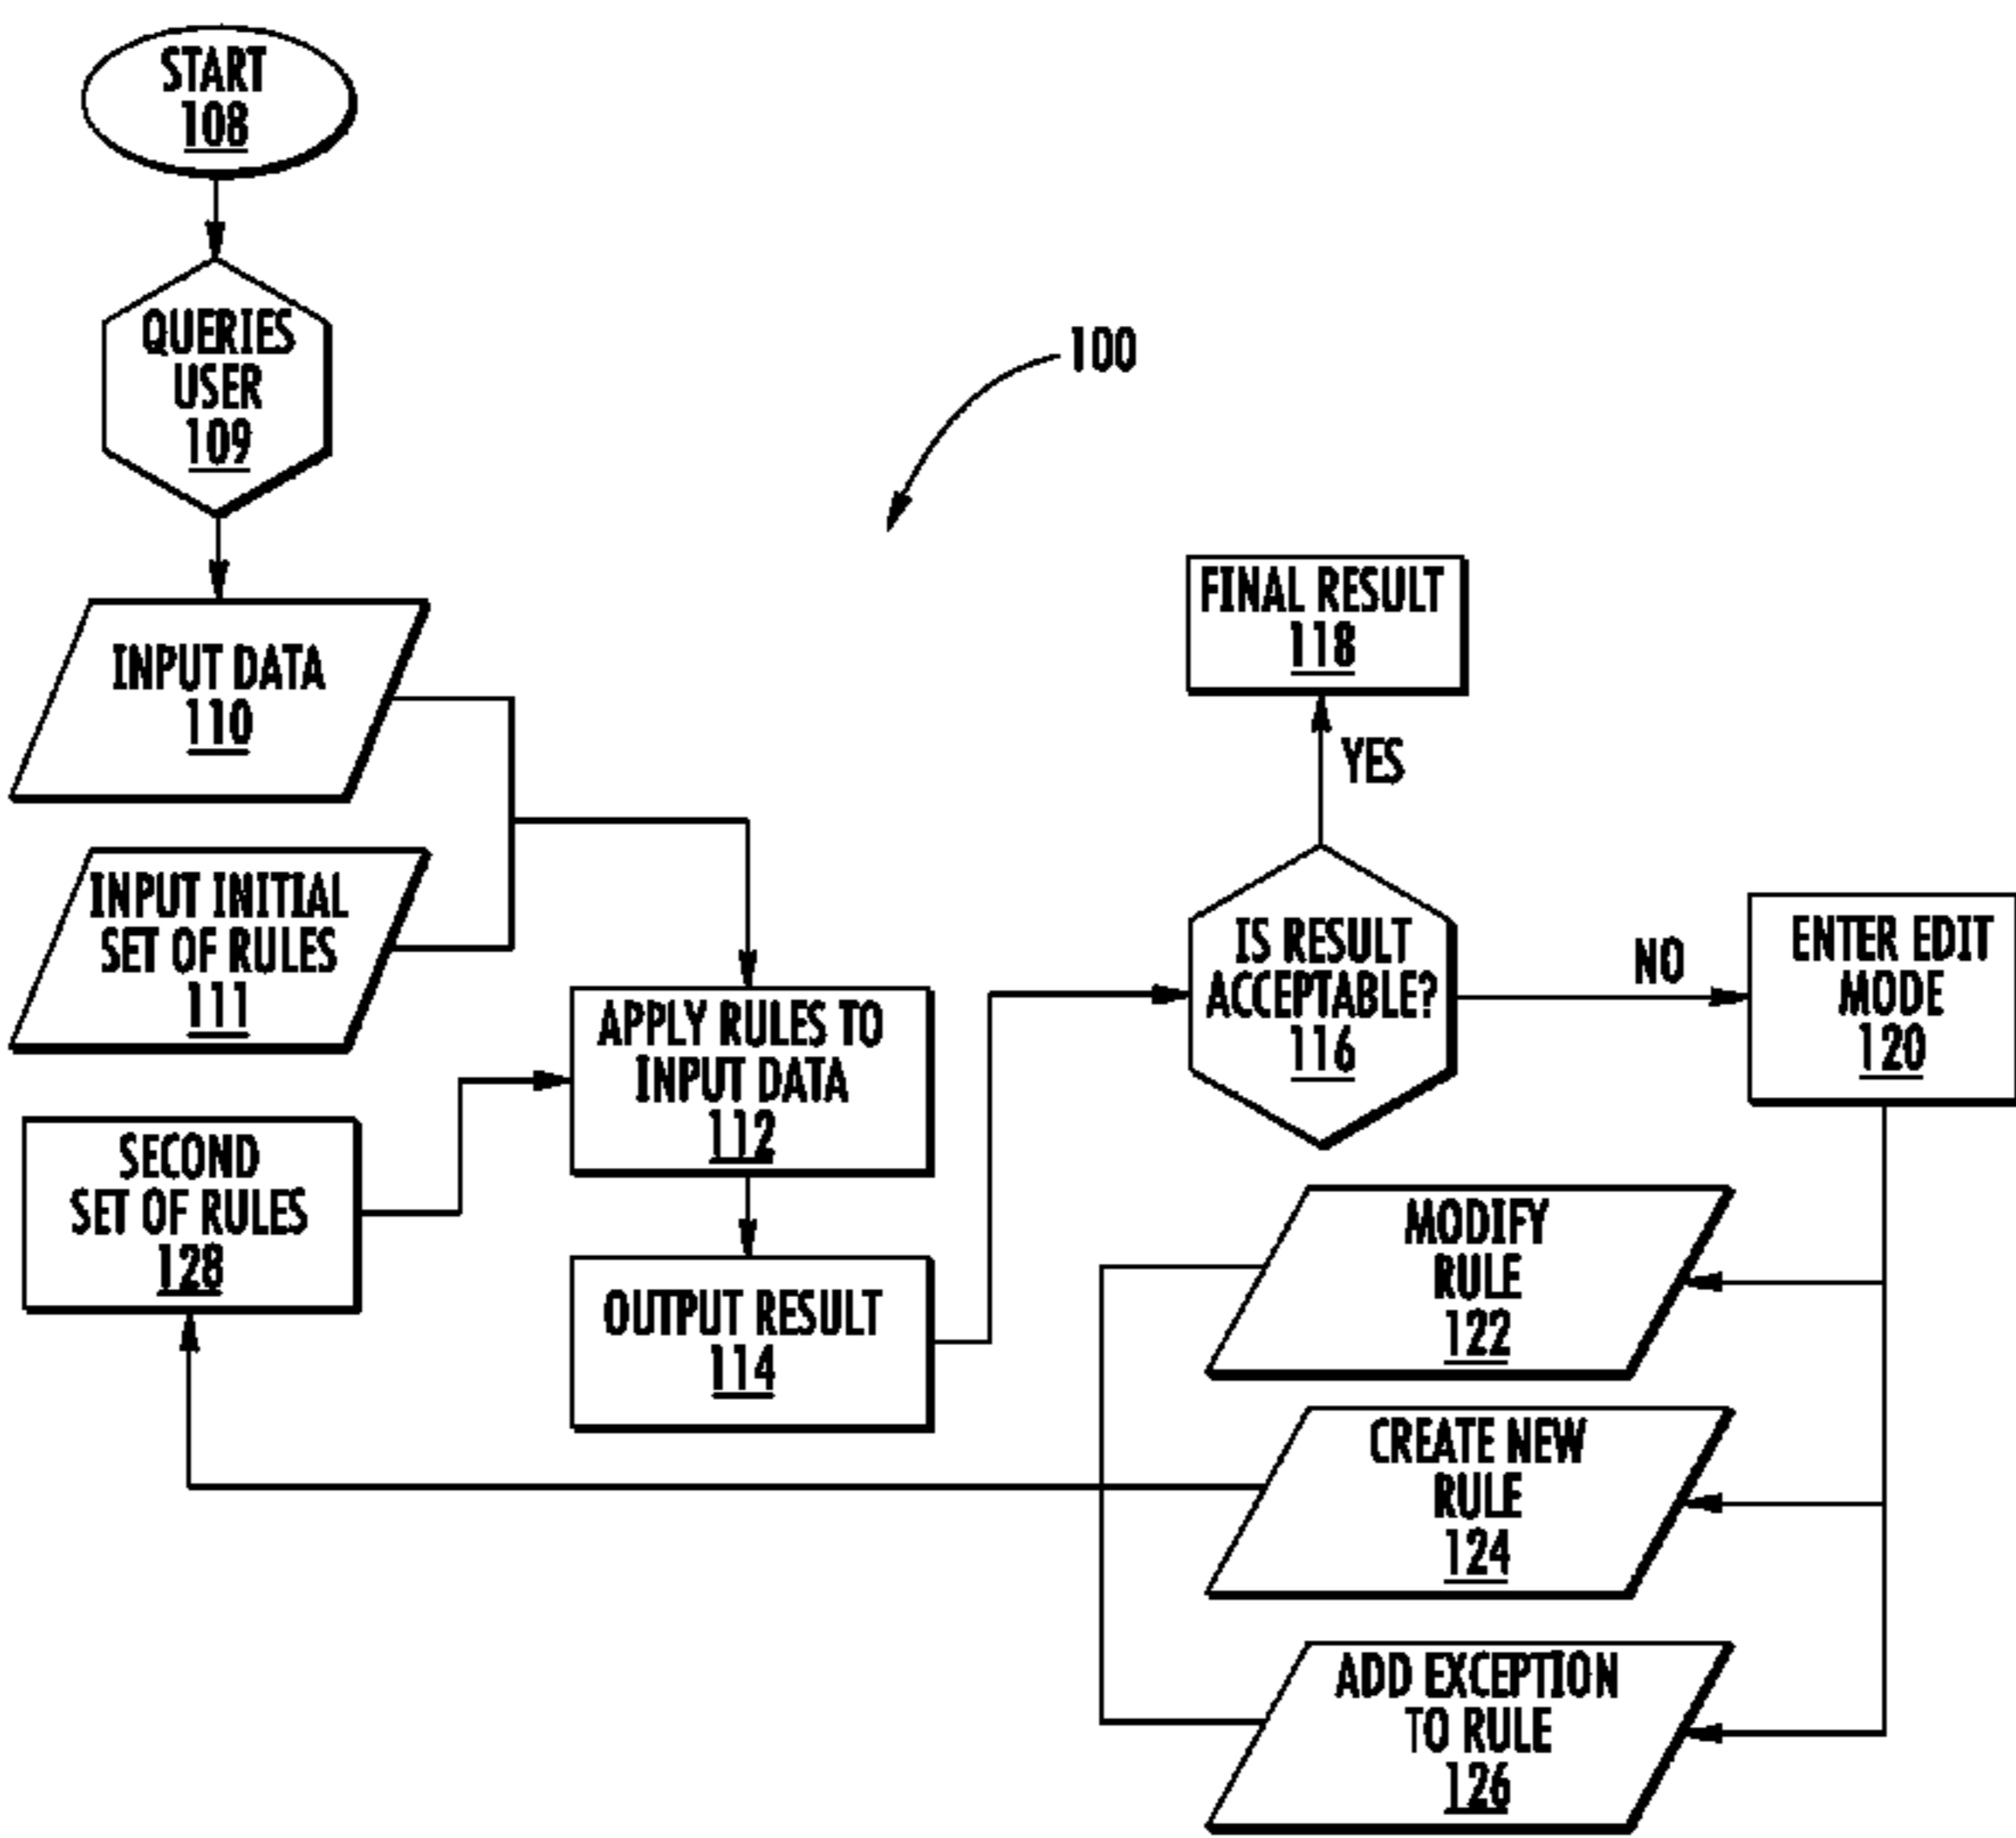 START
108
QUERIES
USER
109
100
INPUT DATA
110
INPUT INITIAL
SET OF RULES
111
SECOND
SET OF RULES
128
APPLY RULES TO
INPUT DATA
112
OUTPUT RESULT
114
FINAL RESULT
118
YES
IS RESULT
ACCEPTABLE?
116
NO
ENTER EDIT
MODE
120
MODIFY
RULE
122
CREATE NEW
RULE
124
ADD EXCEPTION
TO RULE
126